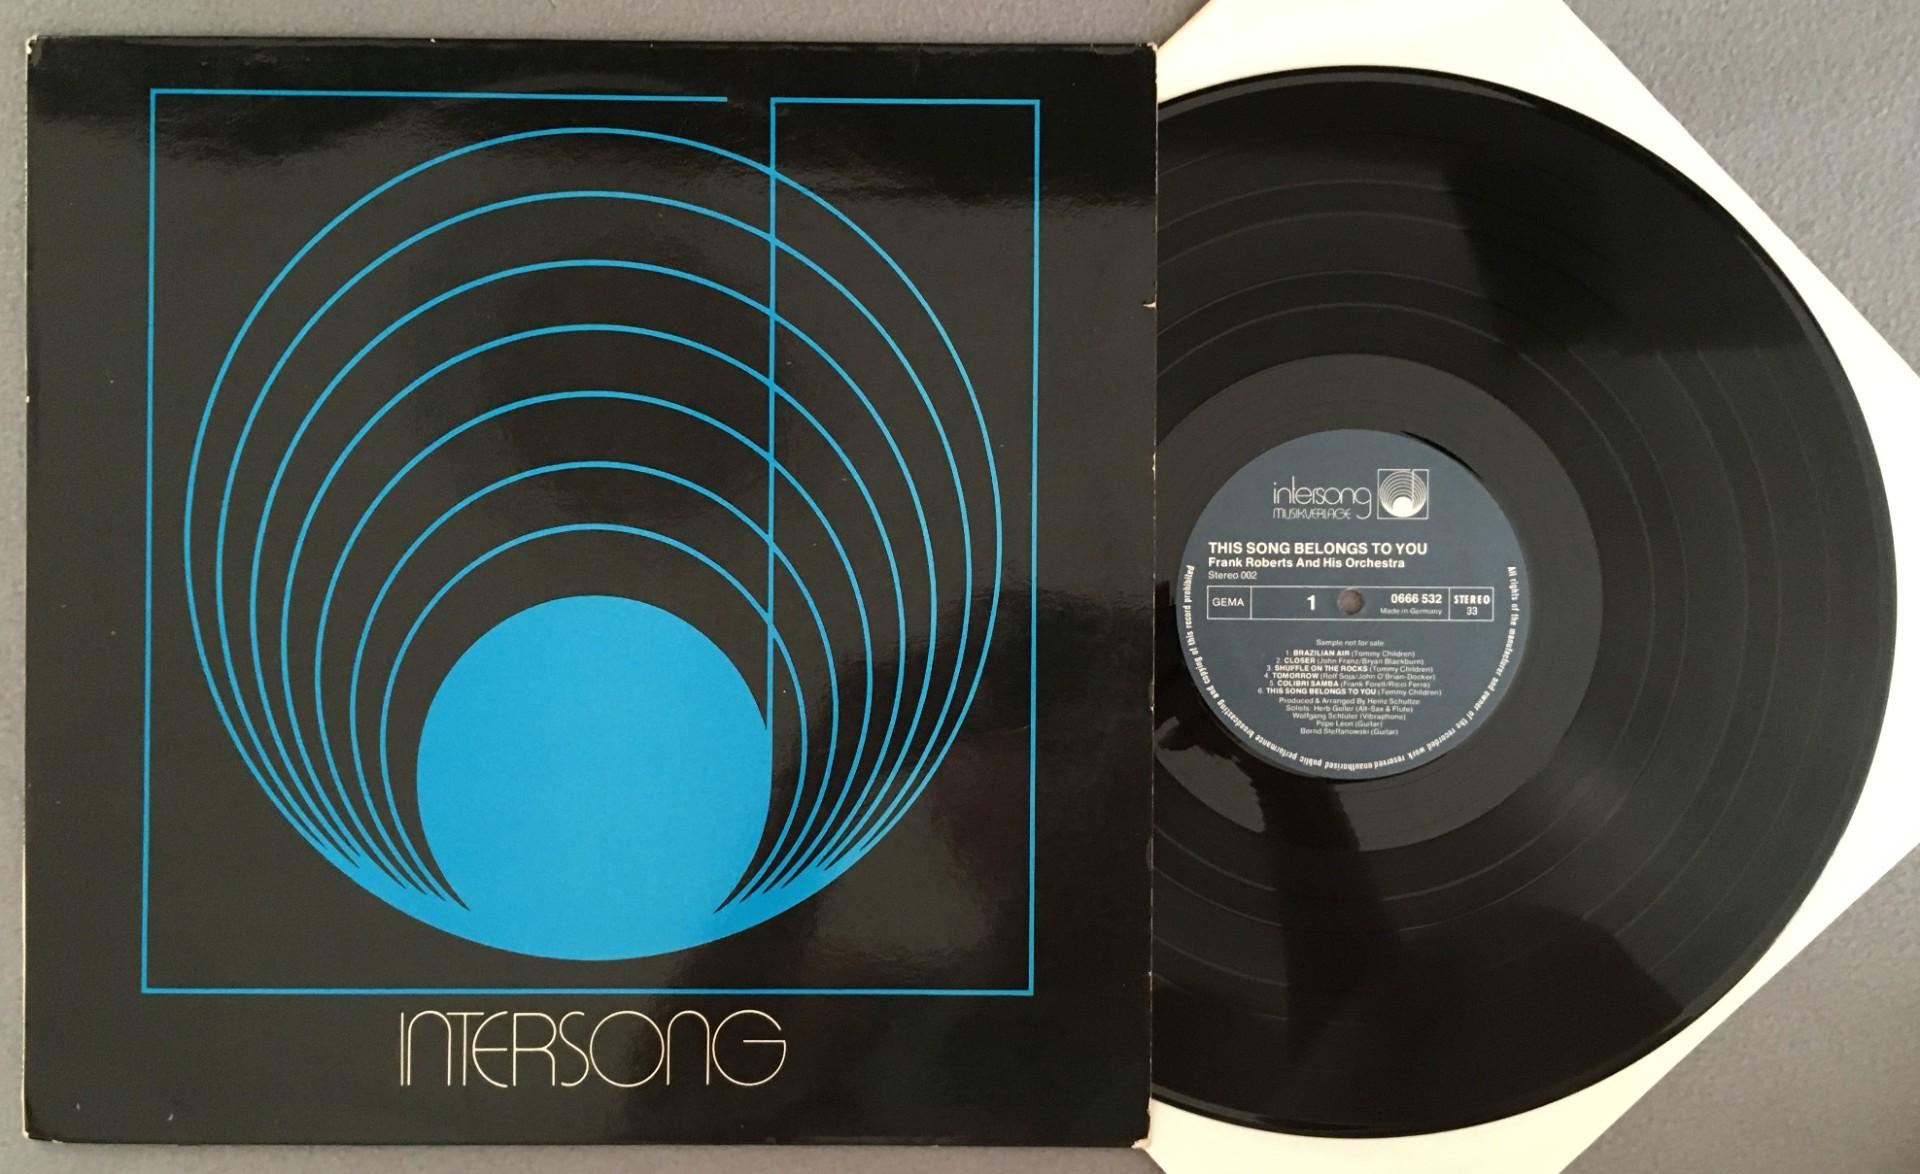 INTERSONG
intersong
MUSIKVERLAGE
THIS SONG BELONGS TO YOU
Frank Roberts And His Orchestra
Stereo 002
GEMA
1
0666 532
Made in Germany
STEREO
33
Sample not for sale
1. BRAZILIAN AIR (Tommy Children)
2. CLOSER (John Franz/Bryan Blackburn)
3. SHUFFLE ON THE ROCKS (Tommy Children)
4. TOMORROW (Rolf Soja/John O'Brian-Docker)
5. COLIBRI SAMBA (Frank Forell/Rico Ferra)
6. THIS SONG BELONGS TO YOU (Tommy Children)
Produced & Arranged By Heinz Schultze
Solists: Herb Geller (Alt-Sax & Flute)
Wolfgang Schlüter (Vibraphone)
Pepe Leon (Guitar)
Bernd Steffanowski (Guitar)
All rights of the manufacturer and owner of the recorded work reserved unauthorised public performance broadcasting and copying of this record prohibited